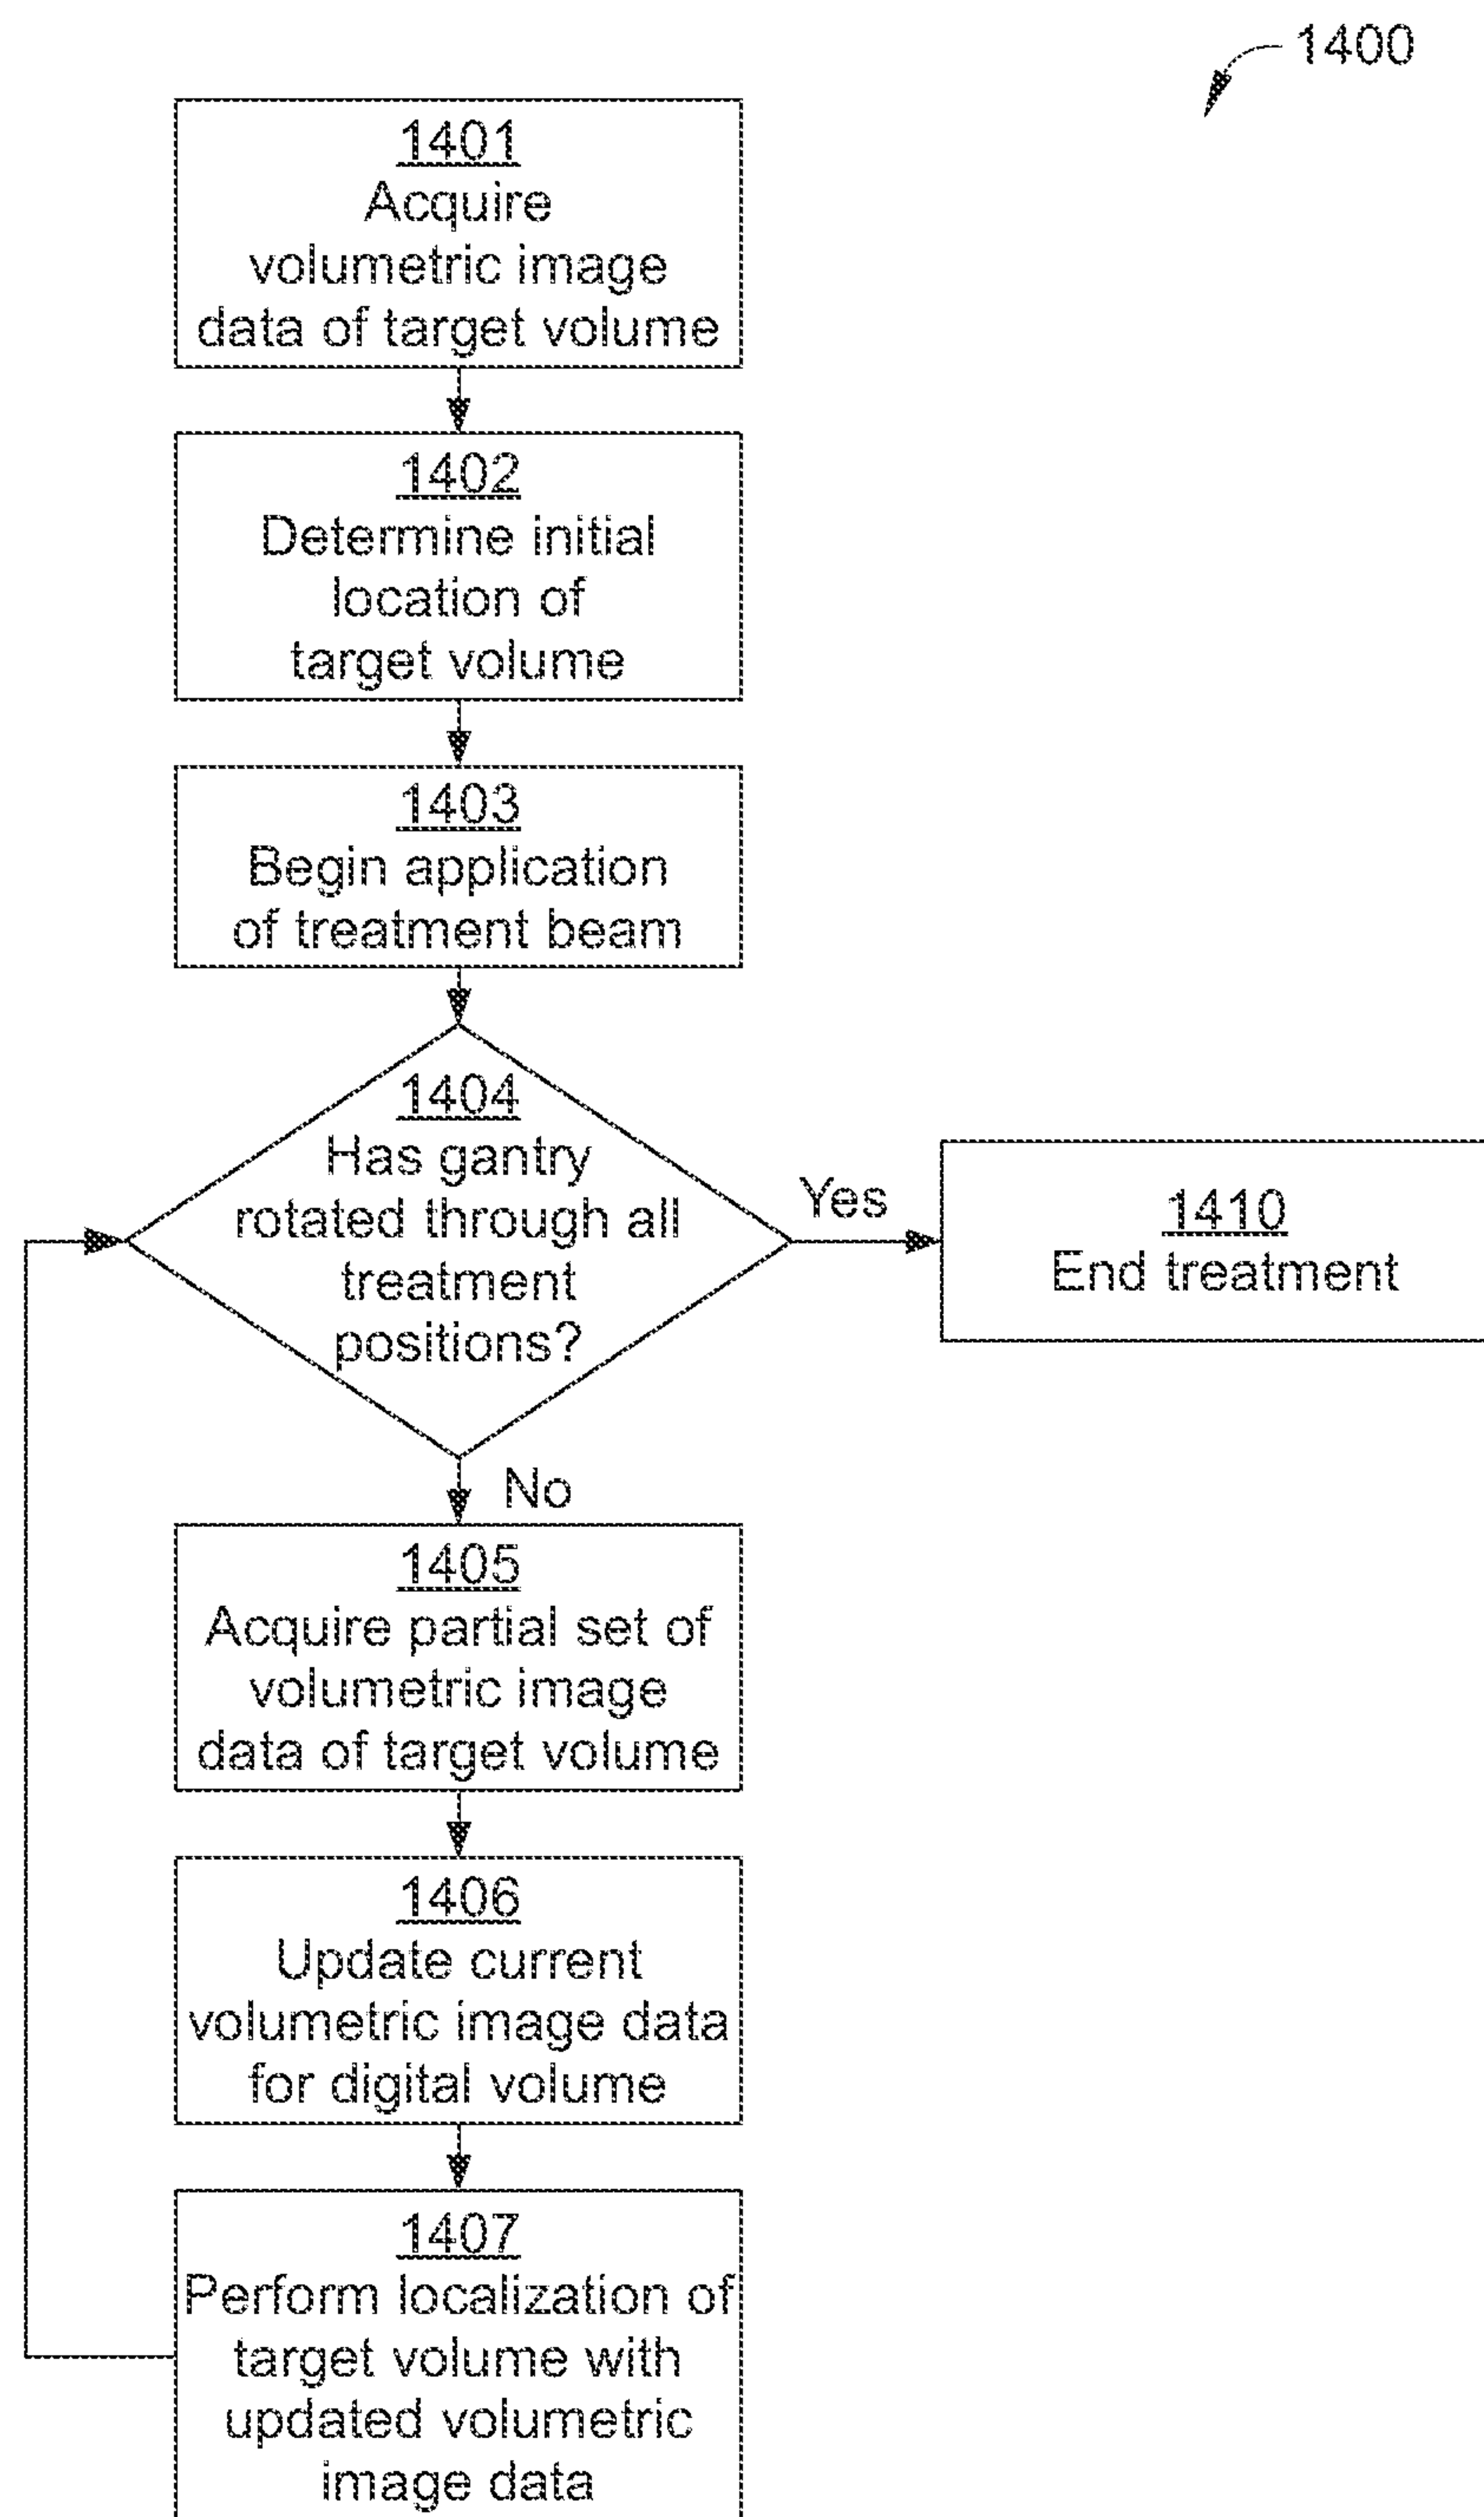 1400
1401
Acquire
volumetric image
data of target volume
1402
Determine initial
location of
target volume
1403
Begin application
of treatment beam
1404
Has gantry
rotated through all
treatment
positions?
Yes
1410
End treatment
No
1405
Acquire partial set of
volumetric image
data of target volume
1406
Update current
volumetric image data
for digital volume
1407
Perform localization of
target volume with
updated volumetric
image data